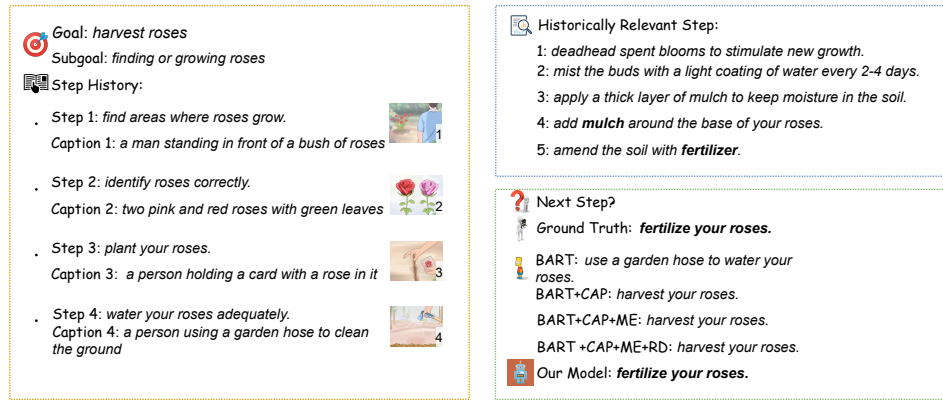 Goal: harvest roses
Subgoal: finding or growing roses
Step History:
. Step 1: find areas where roses grow.
Caption 1: a man standing in front of a bush of roses
1
. Step 2: identify roses correctly.
Caption 2: two pink and red roses with green leaves
2
. Step 3: plant your roses.
Caption 3: a person holding a card with a rose in it
3
. Step 4: water your roses adequately.
Caption 4: a person using a garden hose to clean
the ground
4
Historically Relevant Step:
1: deadhead spent blooms to stimulate new growth.
2: mist the buds with a light coating of water every 2-4 days.
3: apply a thick layer of mulch to keep moisture in the soil.
4: add mulch around the base of your roses.
5: amend the soil with fertilizer.
Next Step?
Ground Truth: fertilize your roses.
BART: use a garden hose to water your
roses.
BART+CAP: harvest your roses.
BART+CAP+ME: harvest your roses.
BART +CAP+ME+RD: harvest your roses.
Our Model: fertilize your roses.